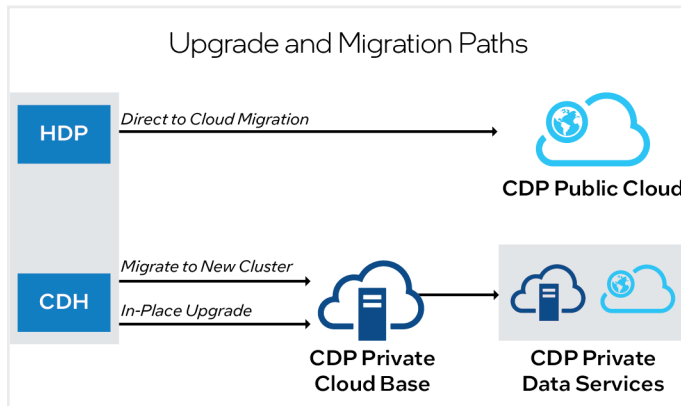 Upgrade and Migration Paths
HDP
Direct to Cloud Migration
CDP Public Cloud
CDH
Migrate to New Cluster
In-Place Upgrade
CDP Private
Cloud Base
CDP Private
Data Services